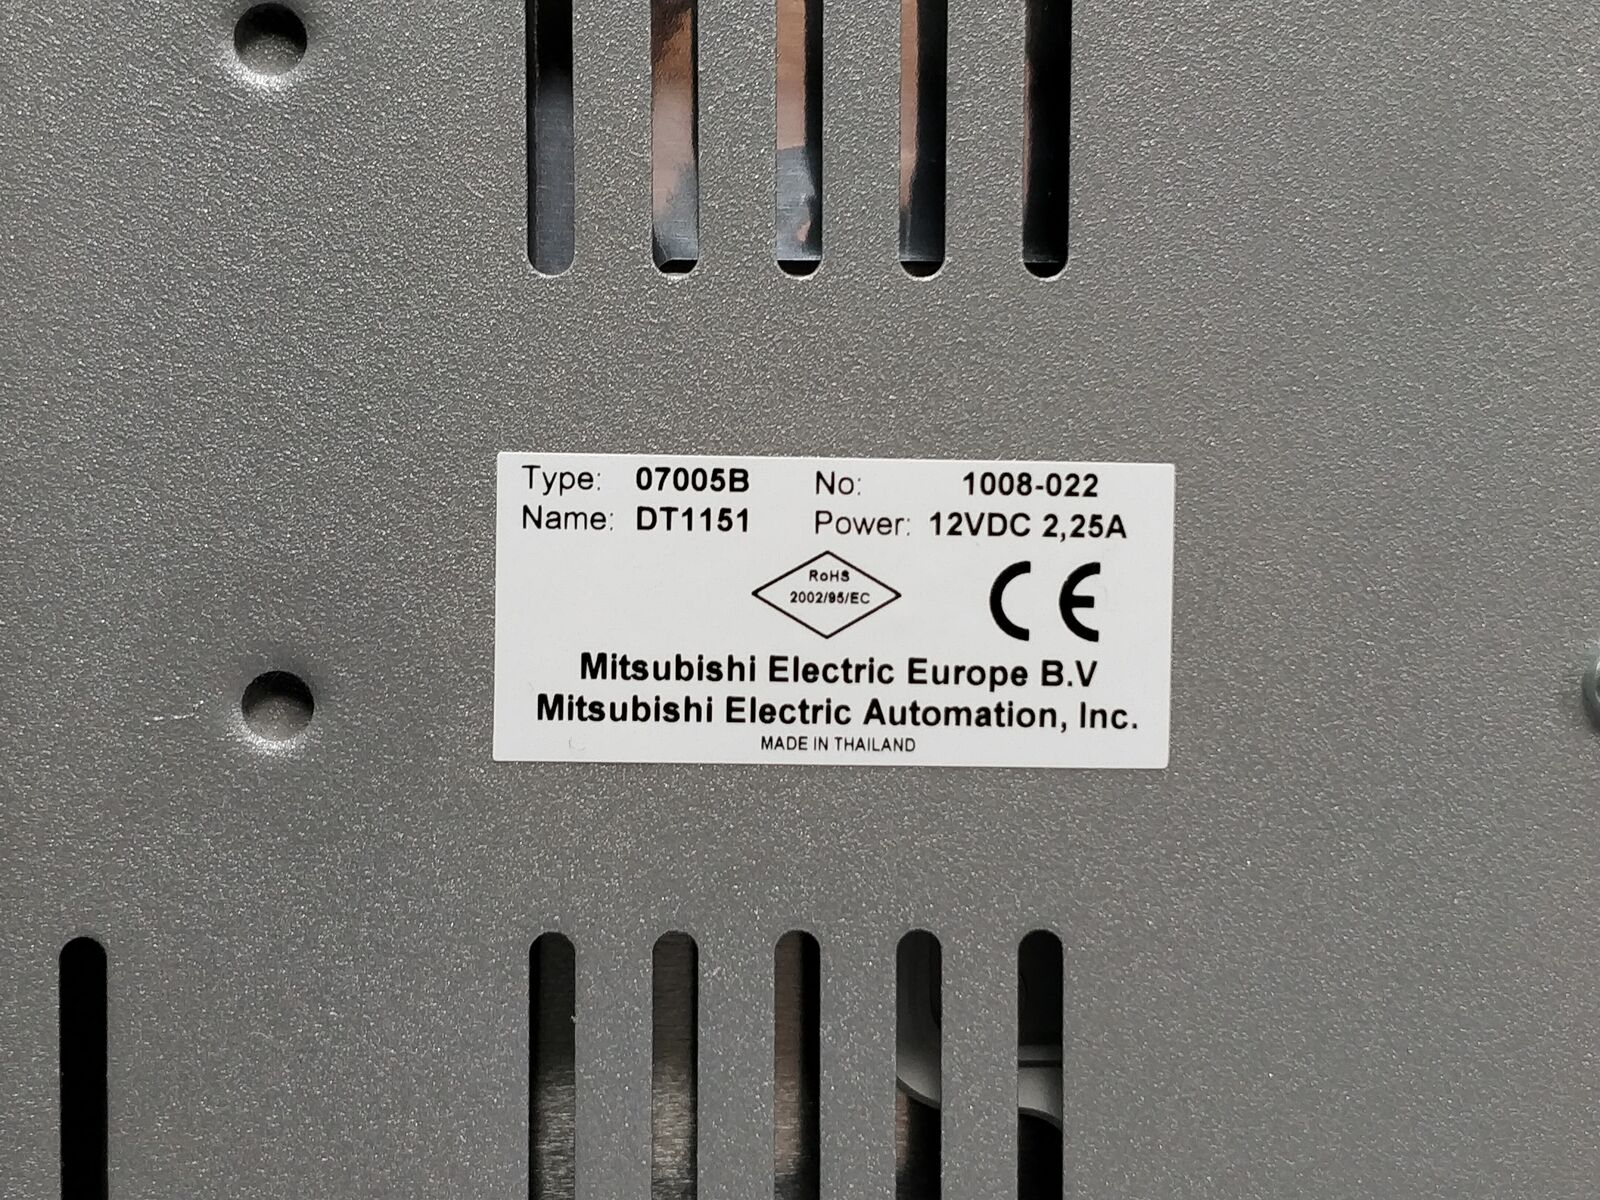 Type: 07005B No: 1008-022
Name: DT1151 Power: 12VDC 2,25A
RoHS
2002/95/EC
CE
Mitsubishi Electric Europe B.V
Mitsubishi Electric Automation, Inc.
MADE IN THAILAND